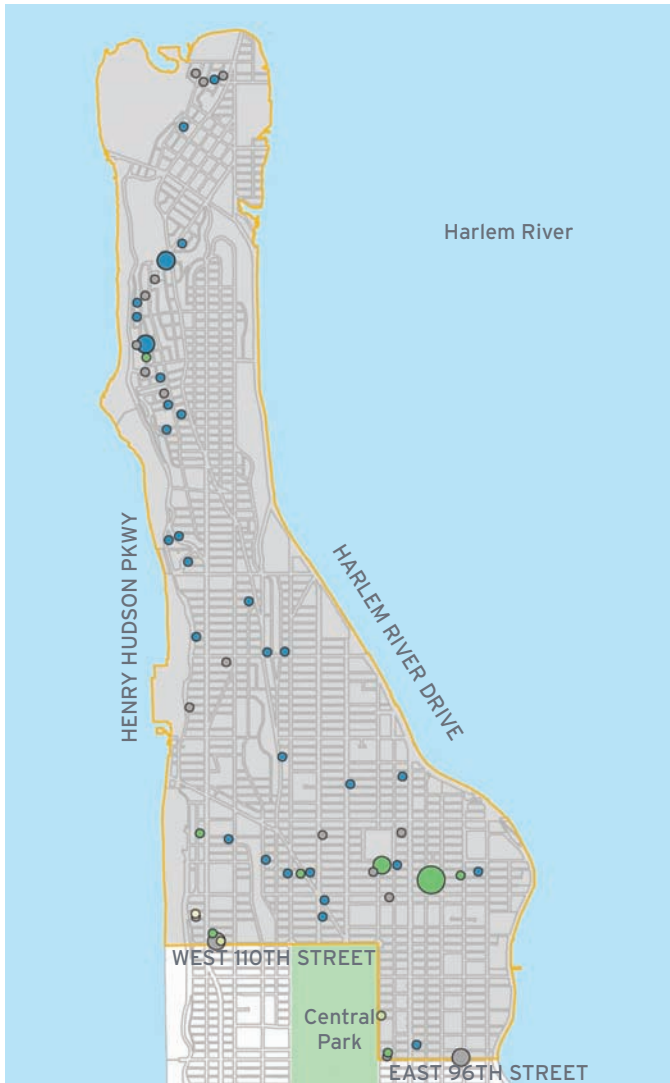 Harlem River
HENRY HUDSON PKWY
HARLEM RIVER DRIVE
WEST 110TH STREET
Central
Park
EAST 96TH STREET